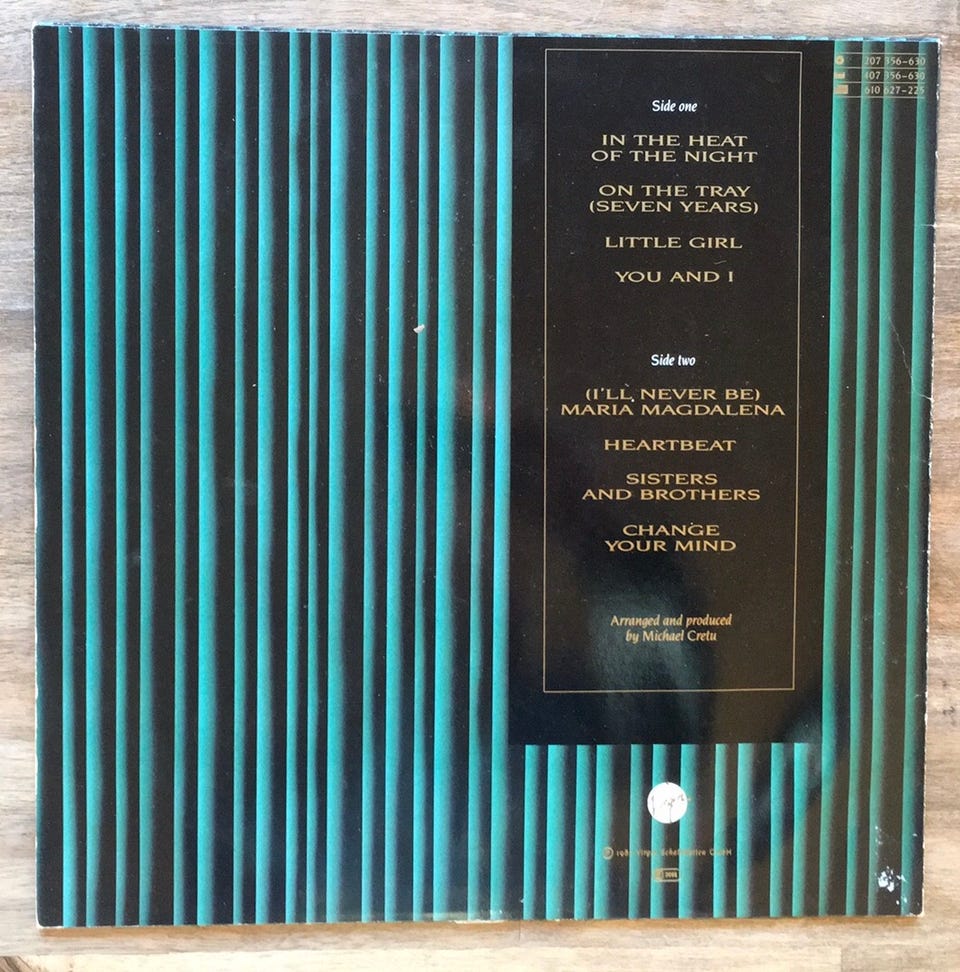 207 356-630
407 356-630
610 627-225
Side one
IN THE HEAT
OF THE NIGHT
ON THE TRAY
(SEVEN YEARS)
LITTLE GIRL
YOU AND I
Side two
(I'LL NEVER BE)
MARIA MAGDALENA
HEARTBEAT
SISTERS
AND BROTHERS
CHANGE
YOUR MIND
Arranged and produced
by Michael Cretu